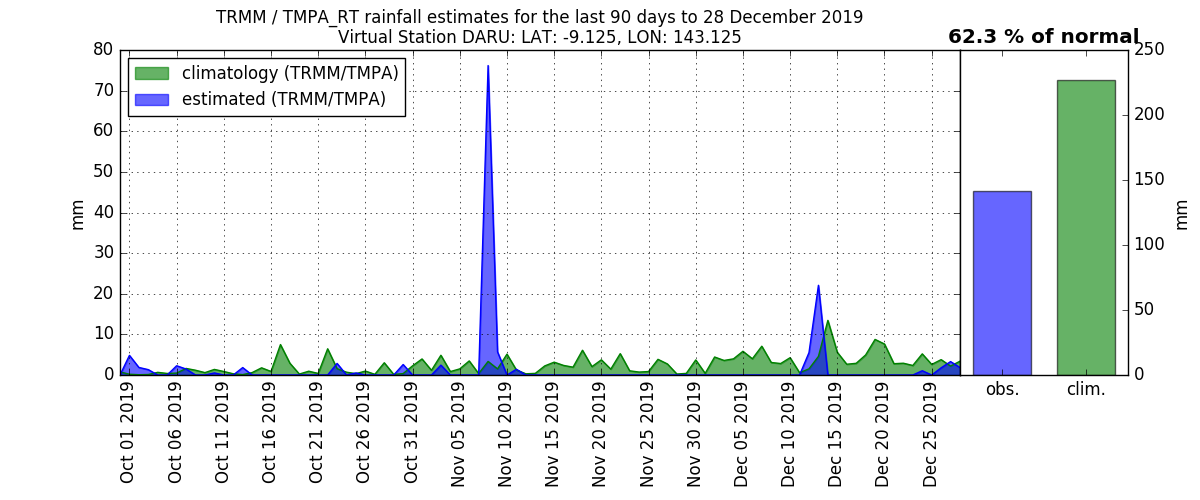 TRMM / TMPA_RT rainfall estimates for the last 90 days to 28 December 2019
Virtual Station DARU: LAT: -9.125, LON: 143.125
62.3 % of normal
climatology (TRMM/TMPA)
estimated (TRMM/TMPA)
80
70
60
50
40
30
20
10
0
mm
Oct 01 2019
Oct 06 2019
Oct 11 2019
Oct 16 2019
Oct 21 2019
Oct 26 2019
Oct 31 2019
Nov 05 2019
Nov 10 2019
Nov 15 2019
Nov 20 2019
Nov 25 2019
Nov 30 2019
Dec 05 2019
Dec 10 2019
Dec 15 2019
Dec 20 2019
Dec 25 2019
obs.
clim.
250
200
150
100
50
0
mm